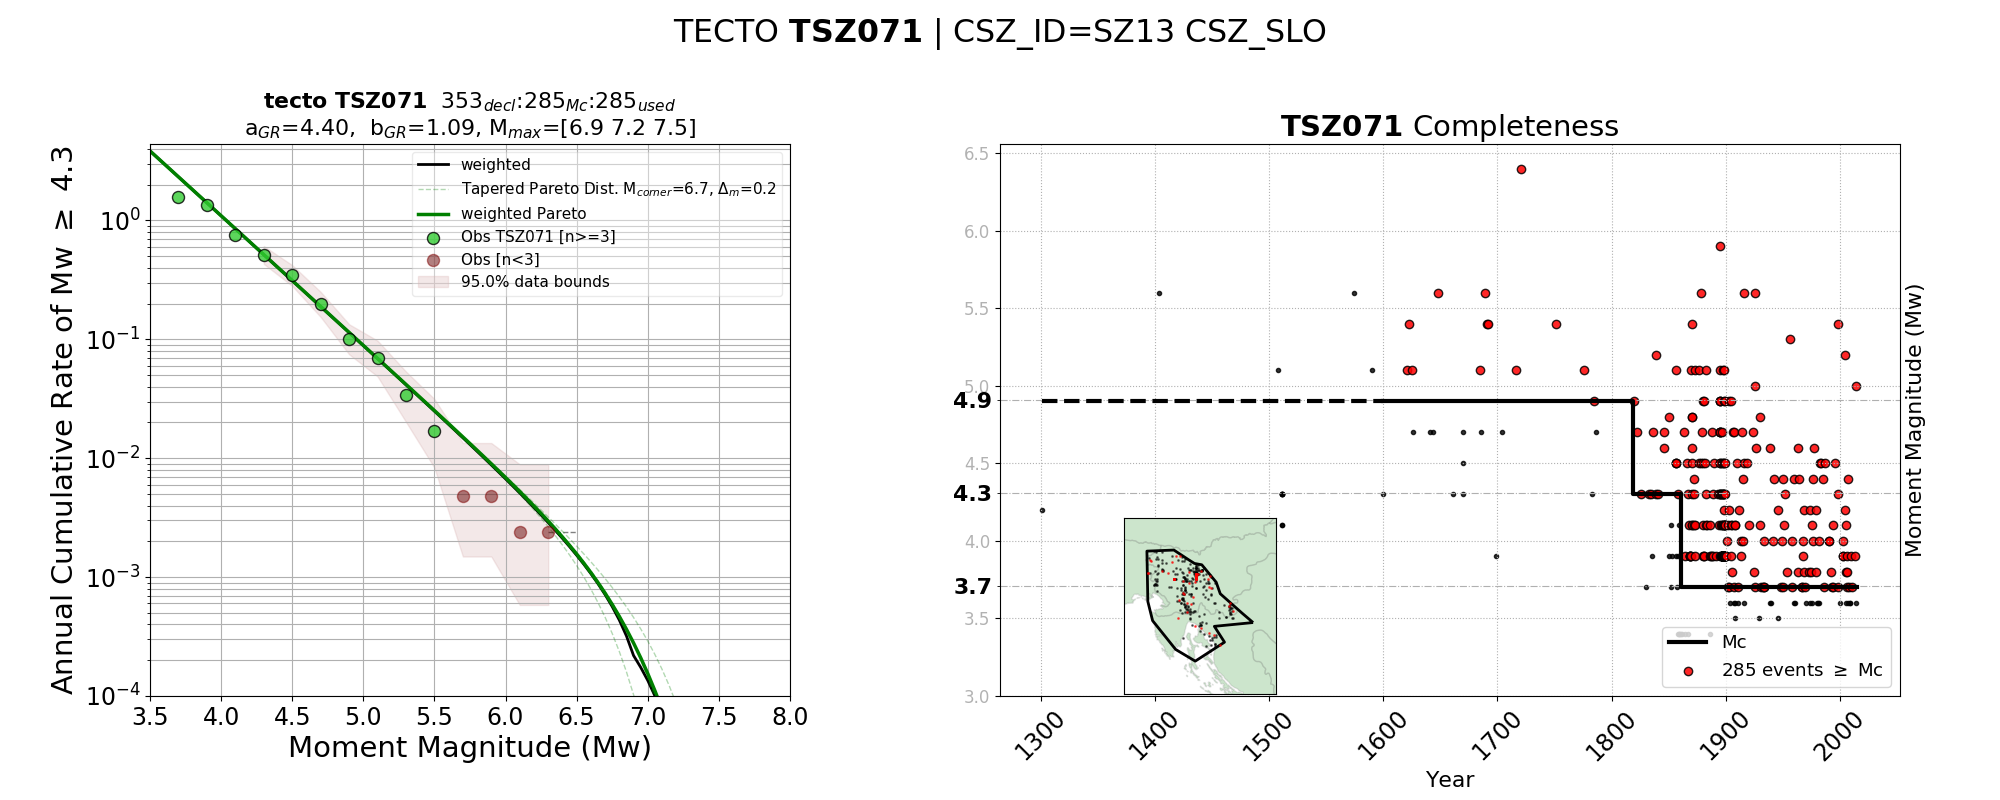 TECTO TSZ071 | CSZ_ID=SZ13 CSZ_SLO
tecto TSZ071 353decl:285Mc:285used
aGR=4.40, bGR=1.09, Mmax=[6.9 7.2 7.5]
Annual Cumulative Rate of Mw ≥ 4.3
10^0
10^−1
10^−2
10^−3
10^−4
weighted
Tapered Pareto Dist. Mcorner=6.7, Δm=0.2
weighted Pareto
Obs TSZ071 [n>=3]
Obs [n<3]
95.0% data bounds
3.5 4.0 4.5 5.0 5.5 6.0 6.5 7.0 7.5 8.0
Moment Magnitude (Mw)
TSZ071 Completeness
6.5
6.0
5.5
5.0
4.9
4.5
4.3
4.0
3.7
3.5
3.0
Moment Magnitude (Mw)
Mc
285 events ≥ Mc
1300 1400 1500 1600 1700 1800 1900 2000
Year